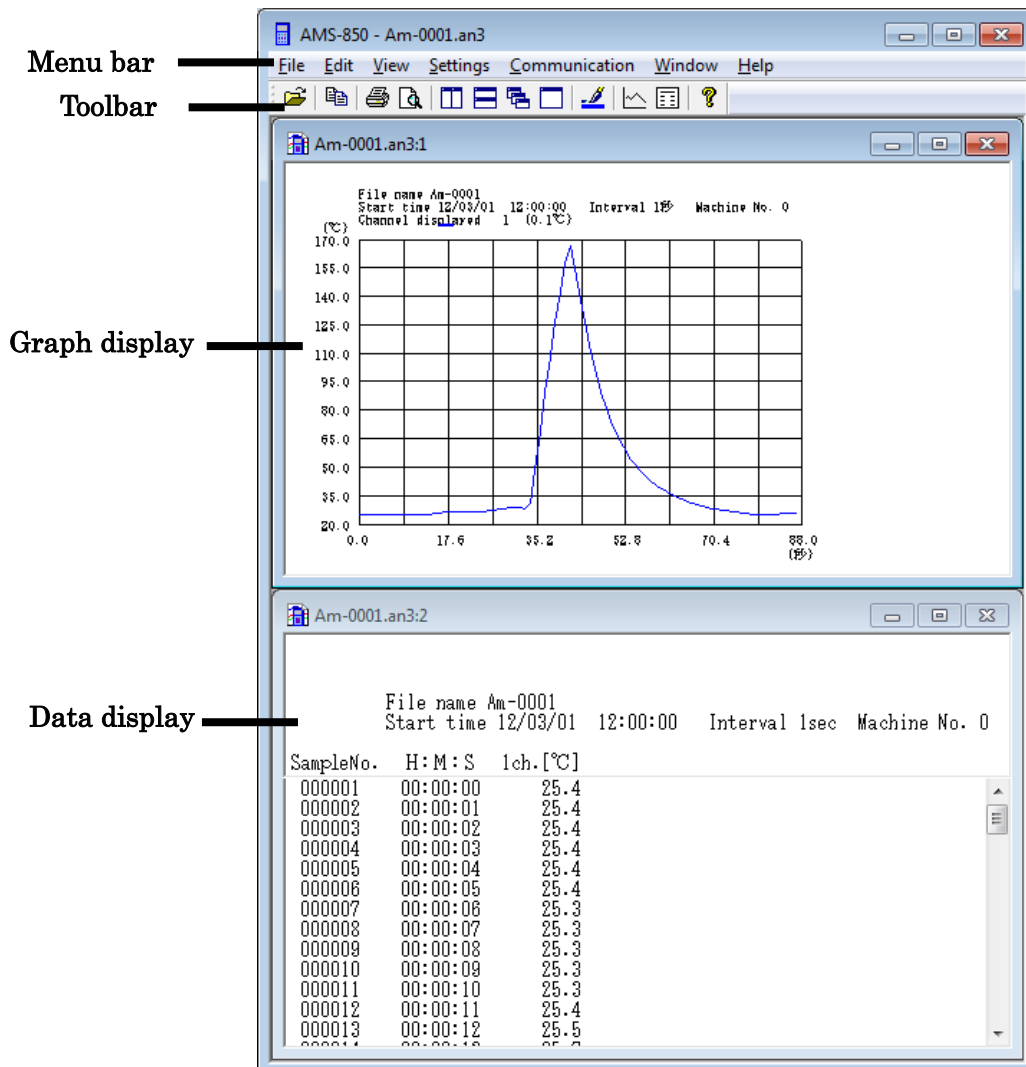 AMS-850 - Am-0001.an3
Menu bar
File Edit View Settings Communication Window Help
Toolbar
Am-0001.an3:1
File name Am-0001
Start time 12/03/01 12:00:00 Interval 1秒 Machine No. 0
Channel displayed 1 (0.1℃)
(℃)
170.0
155.0
140.0
125.0
Graph display
110.0
95.0
80.0
65.0
50.0
35.0
20.0
0.0 17.6 35.2 52.8 70.4 88.0
(秒)
Am-0001.an3:2
File name Am-0001
Data display
Start time 12/03/01 12:00:00 Interval 1sec Machine No. 0
SampleNo. H:M:S 1ch.[℃]
000001 00:00:00 25.4
000002 00:00:01 25.4
000003 00:00:02 25.4
000004 00:00:03 25.4
000005 00:00:04 25.4
000006 00:00:05 25.4
000007 00:00:06 25.3
000008 00:00:07 25.3
000009 00:00:08 25.3
000010 00:00:09 25.3
000011 00:00:10 25.3
000012 00:00:11 25.4
000013 00:00:12 25.5